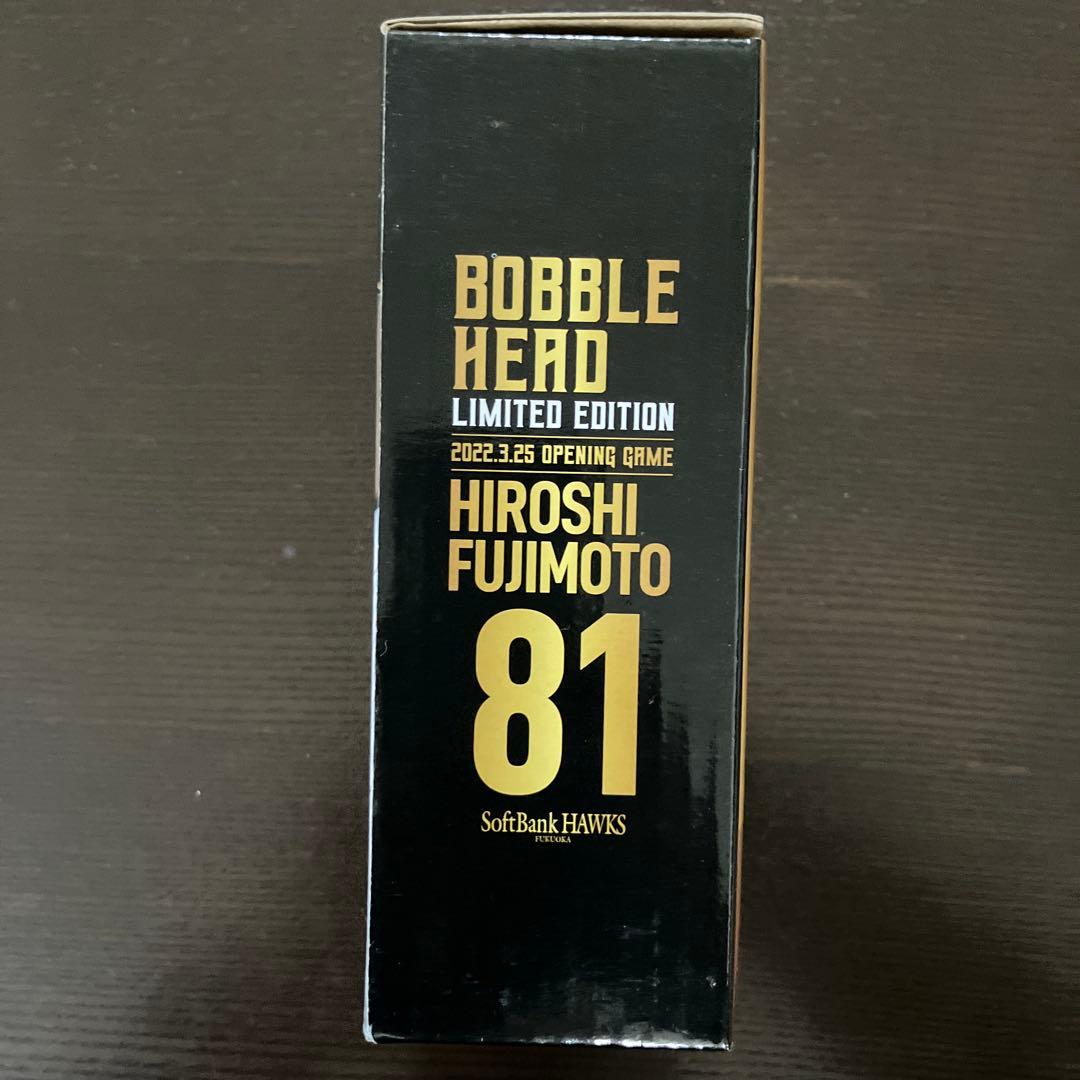 BOBBLE
HEAD
LIMITED EDITION
2022.3.25 OPENING GAME
HIROSHI
FUJIMOTO
81
SoftBank HAWKS
FUKUOKA